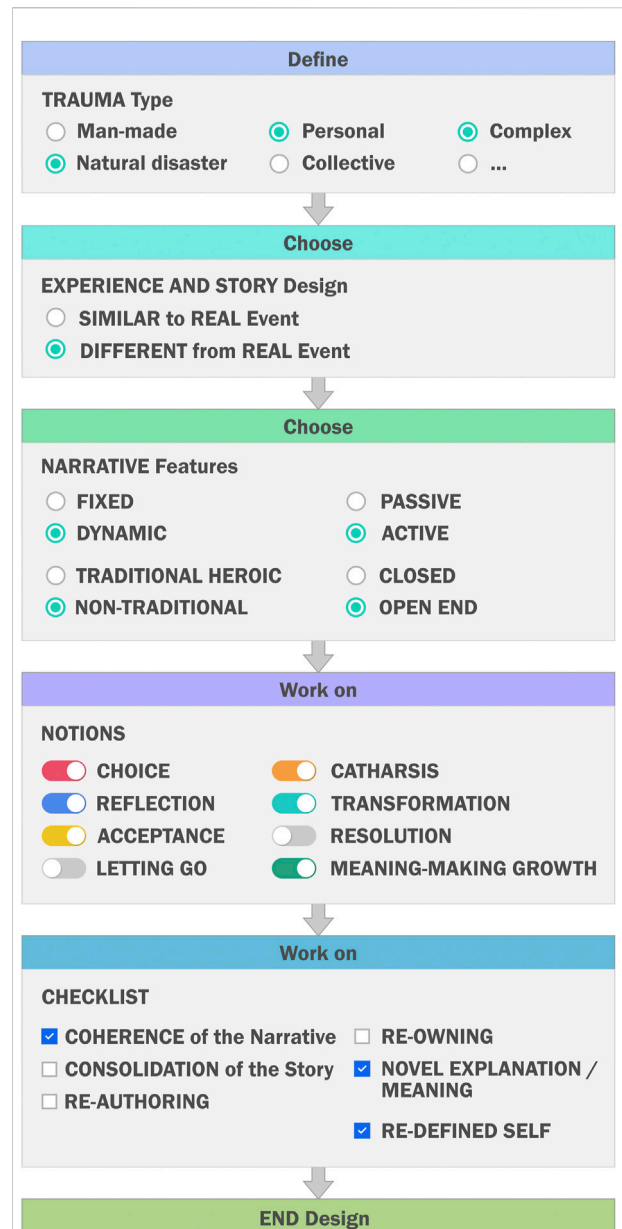 Define
TRAUMA Type
Man-made
Personal
Complex
Natural disaster
Collective
...
Choose
EXPERIENCE AND STORY Design
SIMILAR to REAL Event
DIFFERENT from REAL Event
Choose
NARRATIVE Features
FIXED
PASSIVE
DYNAMIC
ACTIVE
TRADITIONAL HEROIC
CLOSED
NON-TRADITIONAL
OPEN END
Work on
NOTIONS
CHOICE
CATHARSIS
REFLECTION
TRANSFORMATION
ACCEPTANCE
RESOLUTION
LETTING GO
MEANING-MAKING GROWTH
Work on
CHECKLIST
COHERENCE of the Narrative
RE-OWNING
CONSOLIDATION of the Story
NOVEL EXPLANATION /
MEANING
RE-AUTHORING
RE-DEFINED SELF
END Design